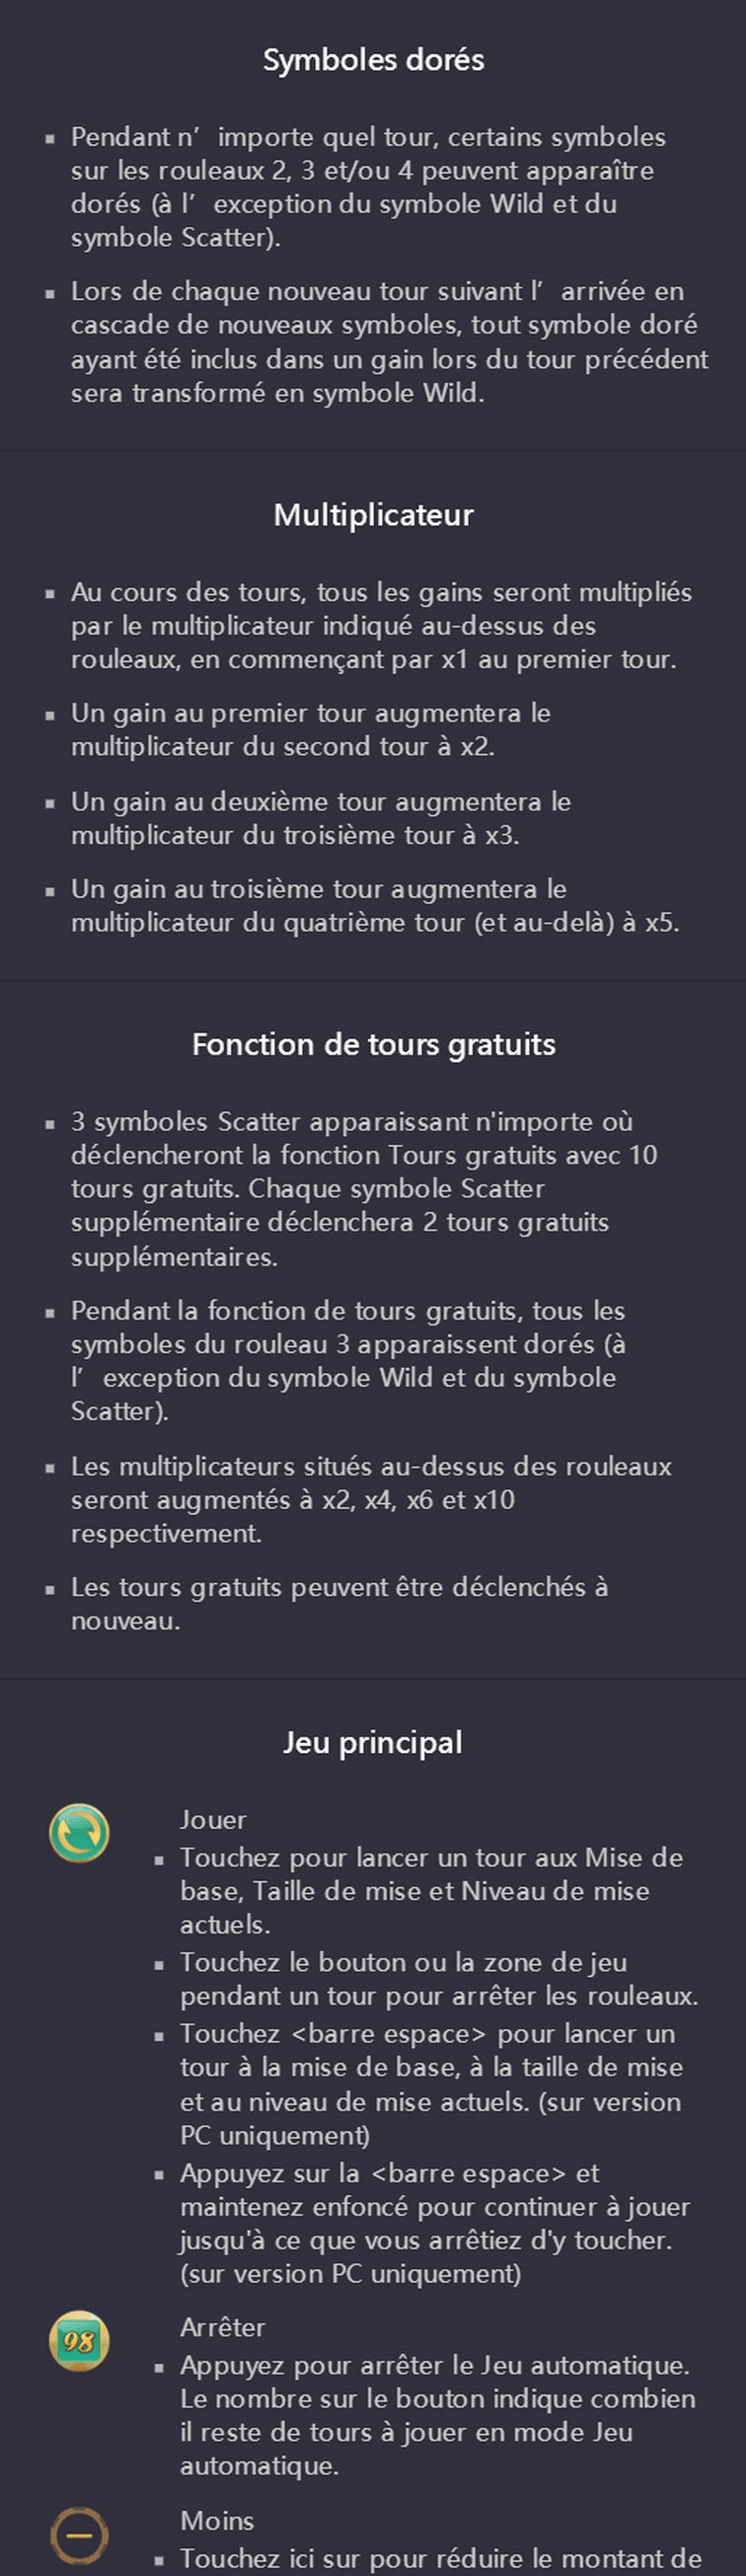 Symboles dorés
▪ Pendant n’importe quel tour, certains symboles
sur les rouleaux 2, 3 et/ou 4 peuvent apparaître
dorés (à l’exception du symbole Wild et du
symbole Scatter).
▪ Lors de chaque nouveau tour suivant l’arrivée en
cascade de nouveaux symboles, tout symbole doré
ayant été inclus dans un gain lors du tour précédent
sera transformé en symbole Wild.
Multiplicateur
▪ Au cours des tours, tous les gains seront multipliés
par le multiplicateur indiqué au-dessus des
rouleaux, en commençant par x1 au premier tour.
▪ Un gain au premier tour augmentera le
multiplicateur du second tour à x2.
▪ Un gain au deuxième tour augmentera le
multiplicateur du troisième tour à x3.
▪ Un gain au troisième tour augmentera le
multiplicateur du quatrième tour (et au-delà) à x5.
Fonction de tours gratuits
▪ 3 symboles Scatter apparaissant n'importe où
déclencheront la fonction Tours gratuits avec 10
tours gratuits. Chaque symbole Scatter
supplémentaire déclenchera 2 tours gratuits
supplémentaires.
▪ Pendant la fonction de tours gratuits, tous les
symboles du rouleau 3 apparaissent dorés (à
l’exception du symbole Wild et du symbole
Scatter).
▪ Les multiplicateurs situés au-dessus des rouleaux
seront augmentés à x2, x4, x6 et x10
respectivement.
▪ Les tours gratuits peuvent être déclenchés à
nouveau.
Jeu principal
Jouer
▪ Touchez pour lancer un tour aux Mise de
base, Taille de mise et Niveau de mise
actuels.
▪ Touchez le bouton ou la zone de jeu
pendant un tour pour arrêter les rouleaux.
▪ Touchez <barre espace> pour lancer un
tour à la mise de base, à la taille de mise
et au niveau de mise actuels. (sur version
PC uniquement)
▪ Appuyez sur la <barre espace> et
maintenez enfoncé pour continuer à jouer
jusqu'à ce que vous arrêtiez d'y toucher.
(sur version PC uniquement)
98
Arrêter
▪ Appuyez pour arrêter le Jeu automatique.
Le nombre sur le bouton indique combien
il reste de tours à jouer en mode Jeu
automatique.
Moins
▪ Touchez ici sur pour réduire le montant de